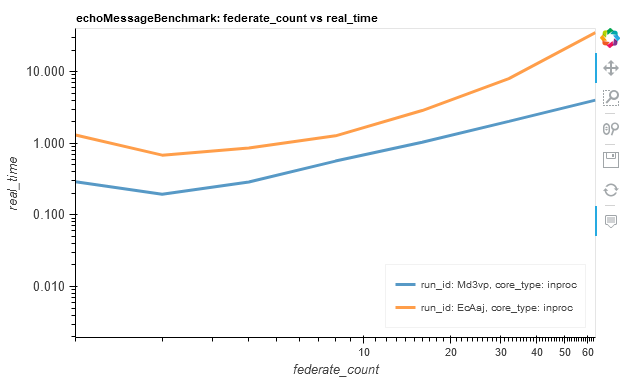 echoMessageBenchmark: federate_count vs real_time
10.000
1.000
0.100
0.010
real_time
run_id: Md3vp, core_type: inproc
run_id: EcAaj, core_type: inproc
10 20 30 40 50 60
federate_count